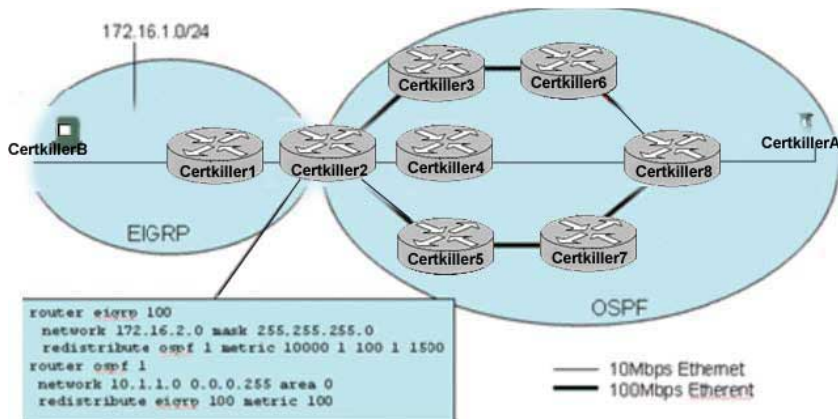 172.16.1.0/24
Certkiller3
Certkiller6
CertkillerB
Certkiller1
Certkiller2
Certkiller4
Certkiller8
CertkillerA
Certkiller5
Certkiller7
EIGRP
OSPF
router eigrp 100
network 172.16.2.0 mask 255.255.255.0
redistribute ospf 1 metric 10000 1 100 1 1500
router ospf 1
network 10.1.1.0 0.0.0.255 area 0
redistribute eigrp 100 metric 100
10Mbps Ethernet
100Mbps Etherent